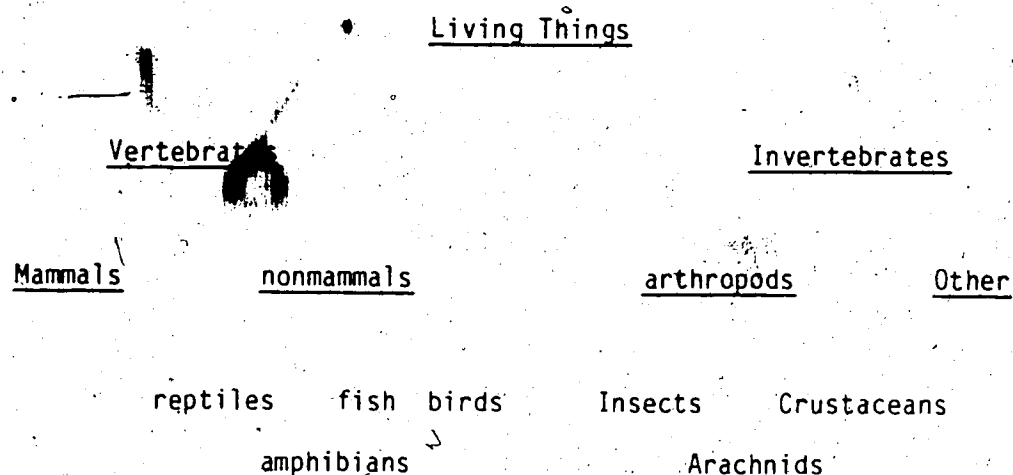 Living Things
Vertebrates Invertebrates
Mammals nonmammals arthropods Other
reptiles fish birds Insects Crustaceans
amphibians Arachnids